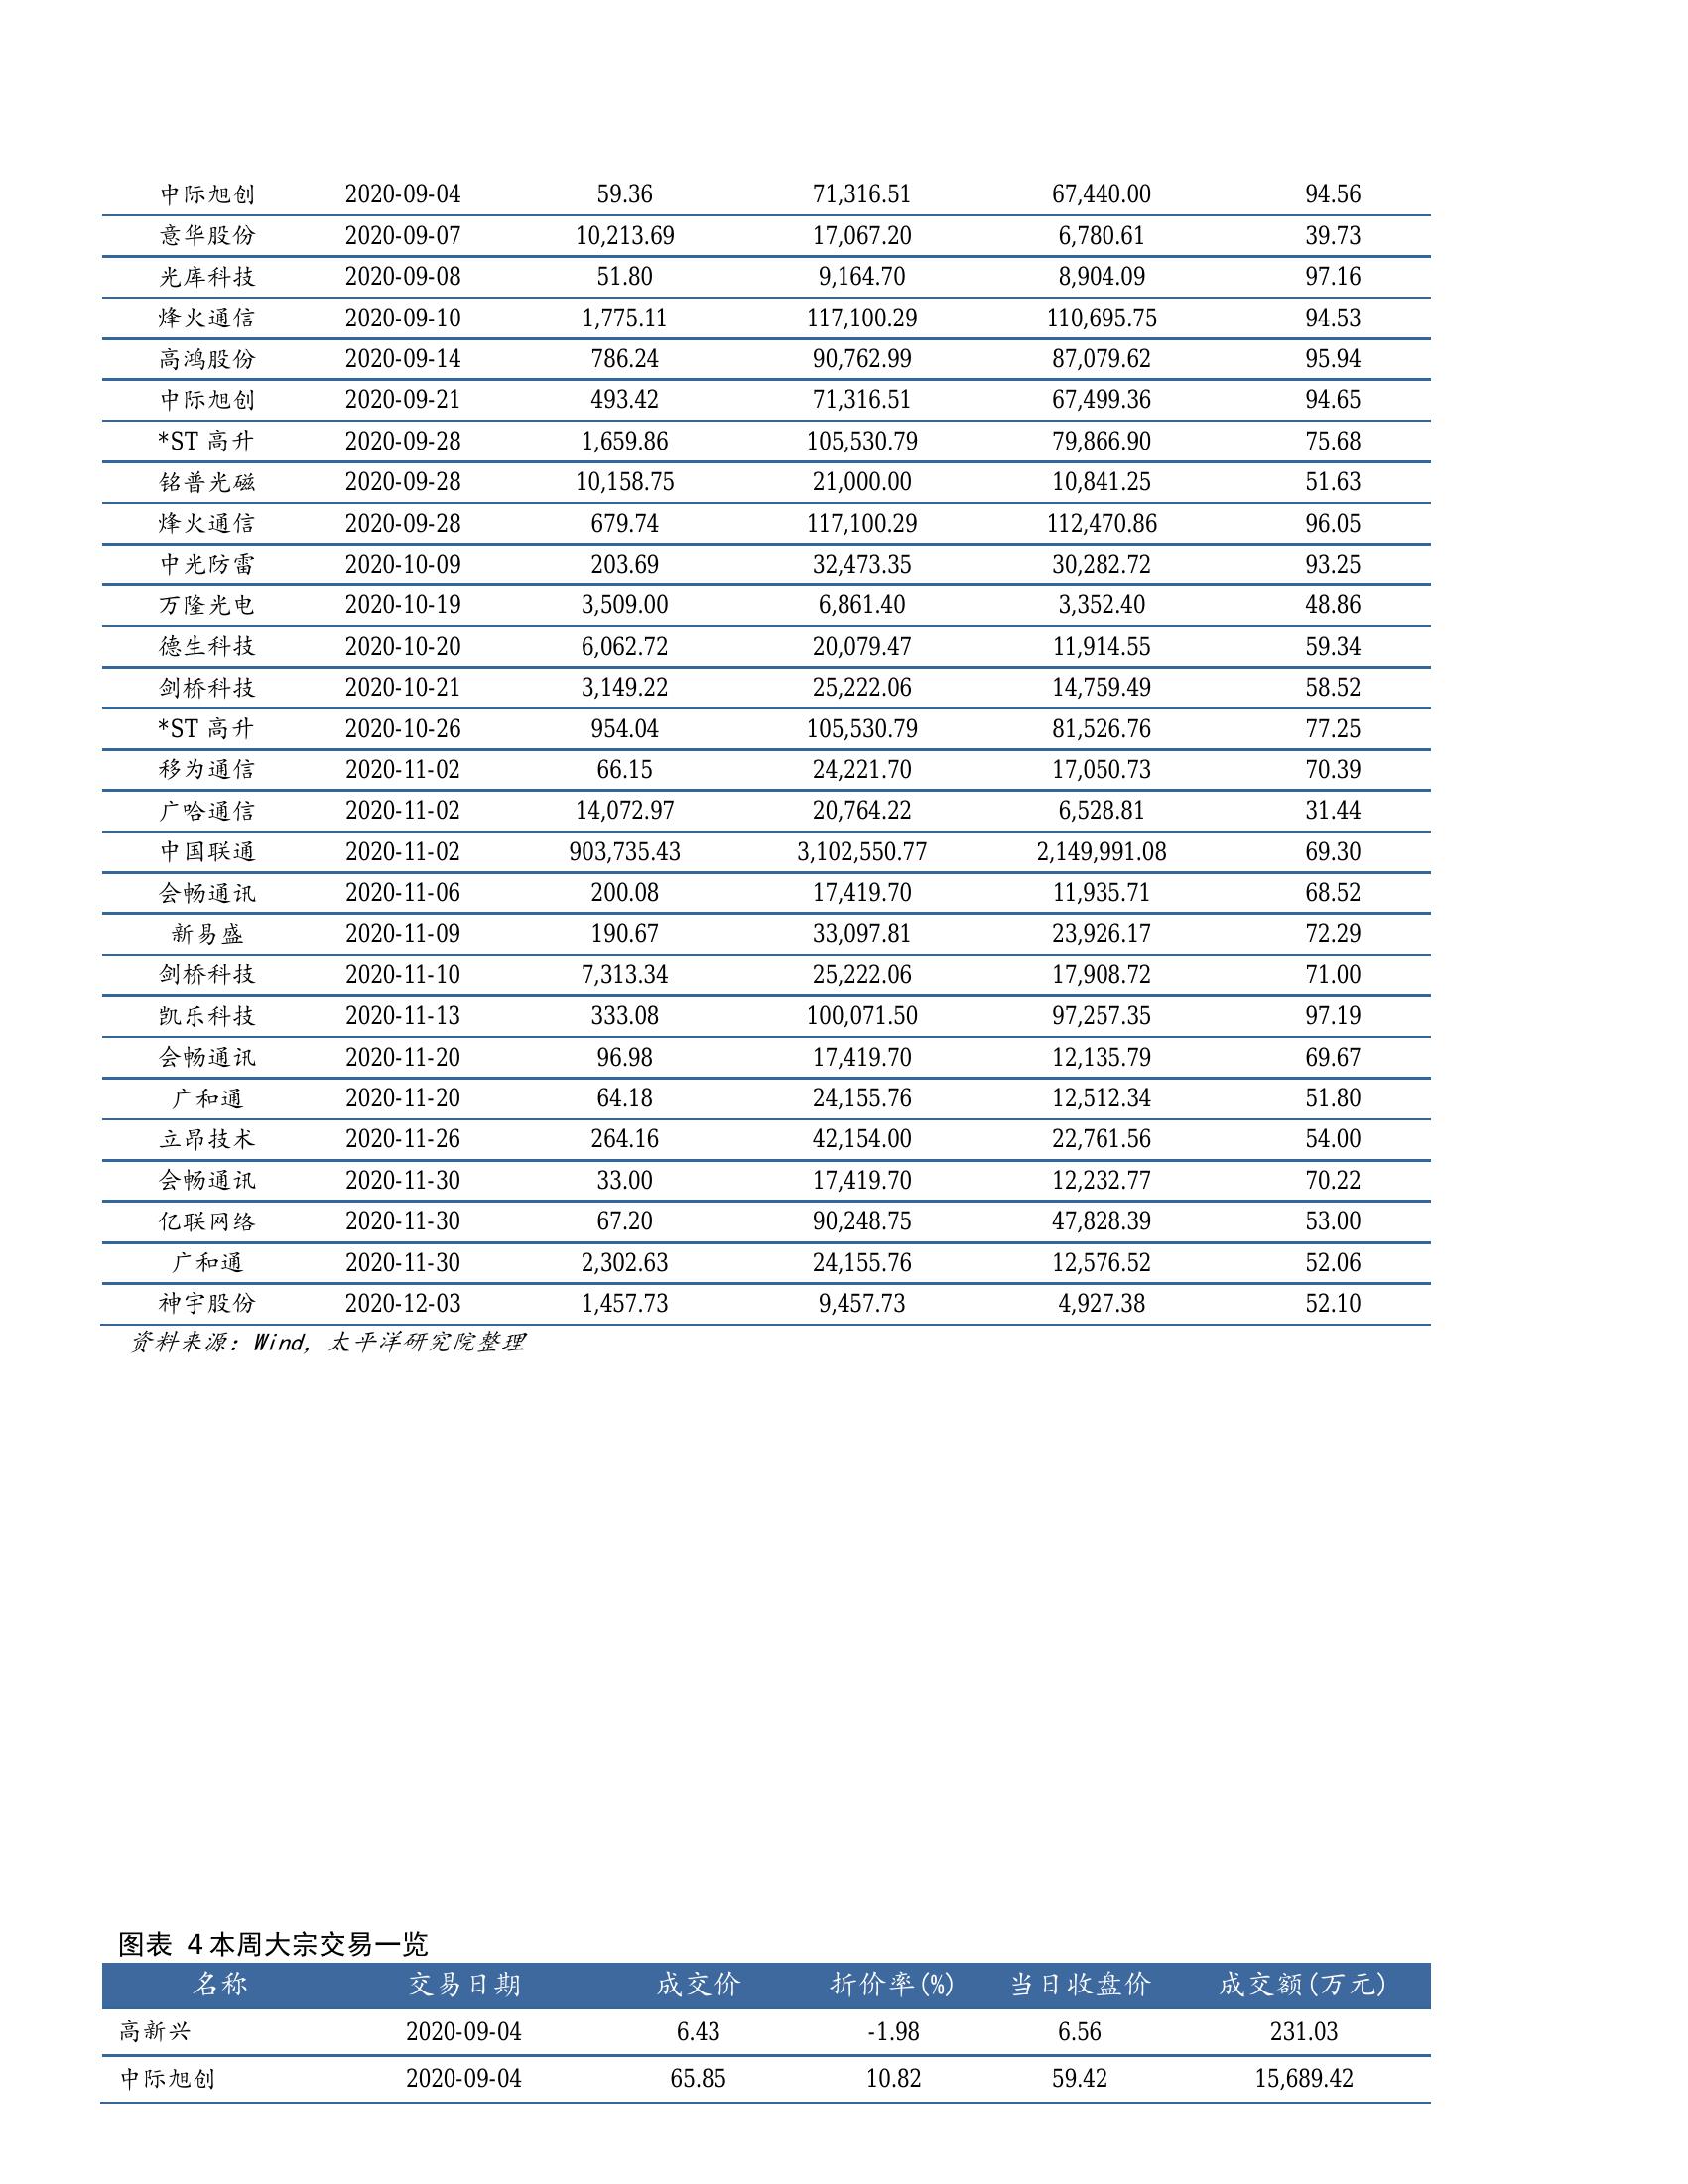 中际旭创 2020-09-04 59.36 71,316.51 67,440.00 94.56
意华股份 2020-09-07 10,213.69 17,067.20 6,780.61 39.73
光库科技 2020-09-08 51.80 9,164.70 8,904.09 97.16
烽火通信 2020-09-10 1,775.11 117,100.29 110,695.75 94.53
高鸿股份 2020-09-14 786.24 90,762.99 87,079.62 95.94
中际旭创 2020-09-21 493.42 71,316.51 67,499.36 94.65
*ST 高升 2020-09-28 1,659.86 105,530.79 79,866.90 75.68
铭普光磁 2020-09-28 10,158.75 21,000.00 10,841.25 51.63
烽火通信 2020-09-28 679.74 117,100.29 112,470.86 96.05
中光防雷 2020-10-09 203.69 32,473.35 30,282.72 93.25
万隆光电 2020-10-19 3,509.00 6,861.40 3,352.40 48.86
德生科技 2020-10-20 6,062.72 20,079.47 11,914.55 59.34
剑桥科技 2020-10-21 3,149.22 25,222.06 14,759.49 58.52
*ST 高升 2020-10-26 954.04 105,530.79 81,526.76 77.25
移为通信 2020-11-02 66.15 24,221.70 17,050.73 70.39
广哈通信 2020-11-02 14,072.97 20,764.22 6,528.81 31.44
中国联通 2020-11-02 903,735.43 3,102,550.77 2,149,991.08 69.30
会畅通讯 2020-11-06 200.08 17,419.70 11,935.71 68.52
新易盛 2020-11-09 190.67 33,097.81 23,926.17 72.29
剑桥科技 2020-11-10 7,313.34 25,222.06 17,908.72 71.00
凯乐科技 2020-11-13 333.08 100,071.50 97,257.35 97.19
会畅通讯 2020-11-20 96.98 17,419.70 12,135.79 69.67
广和通 2020-11-20 64.18 24,155.76 12,512.34 51.80
立昂技术 2020-11-26 264.16 42,154.00 22,761.56 54.00
会畅通讯 2020-11-30 33.00 17,419.70 12,232.77 70.22
亿联网络 2020-11-30 67.20 90,248.75 47,828.39 53.00
广和通 2020-11-30 2,302.63 24,155.76 12,576.52 52.06
神宇股份 2020-12-03 1,457.73 9,457.73 4,927.38 52.10
资料来源：Wind，太平洋研究院整理
图表 4本周大宗交易一览
名称 交易日期 成交价 折价率(%) 当日收盘价 成交额(万元)
高新兴 2020-09-04 6.43 -1.98 6.56 231.03
中际旭创 2020-09-04 65.85 10.82 59.42 15,689.42